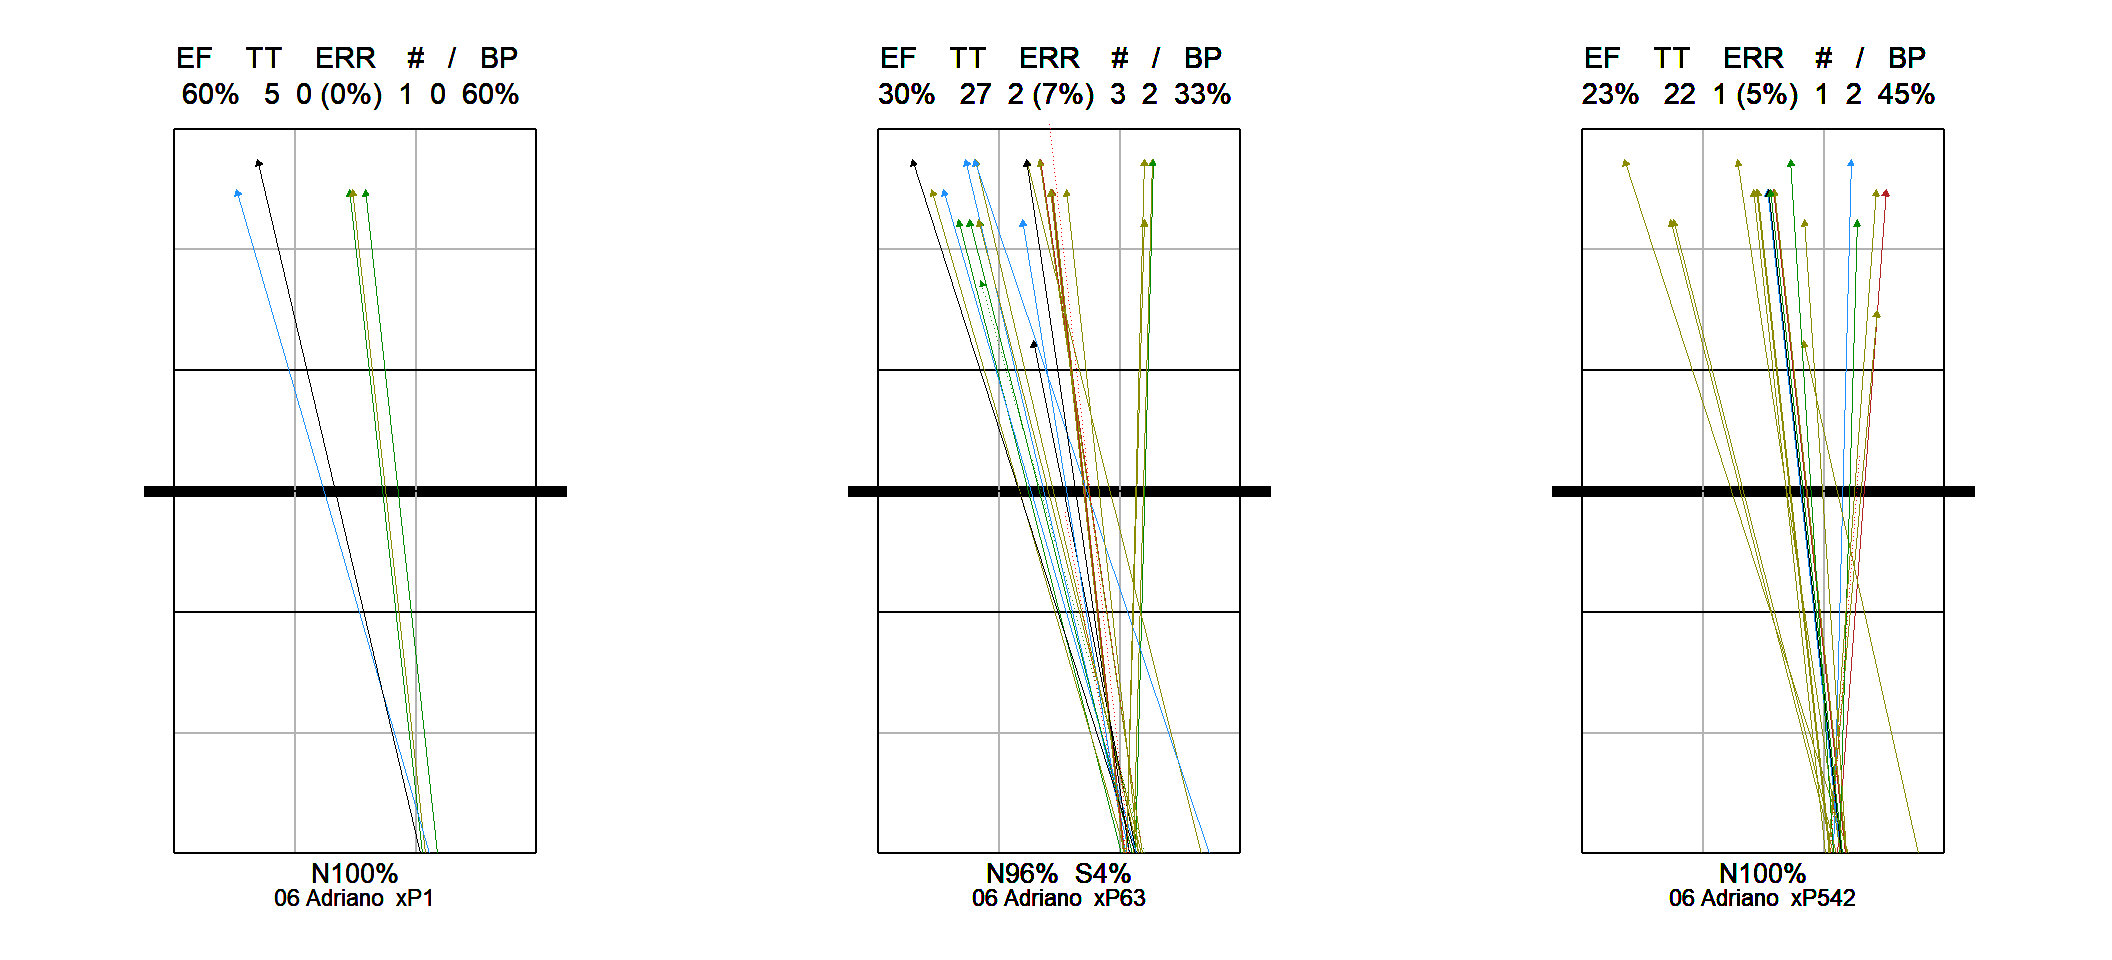 EF TT ERR # / BP
60% 5 0 (0%) 1 0 60%
N100%
06 Adriano xP1
EF TT ERR # / BP
30% 27 2 (7%) 3 2 33%
N96% S4%
06 Adriano xP63
EF TT ERR # / BP
23% 22 1 (5%) 1 2 45%
N100%
06 Adriano xP542